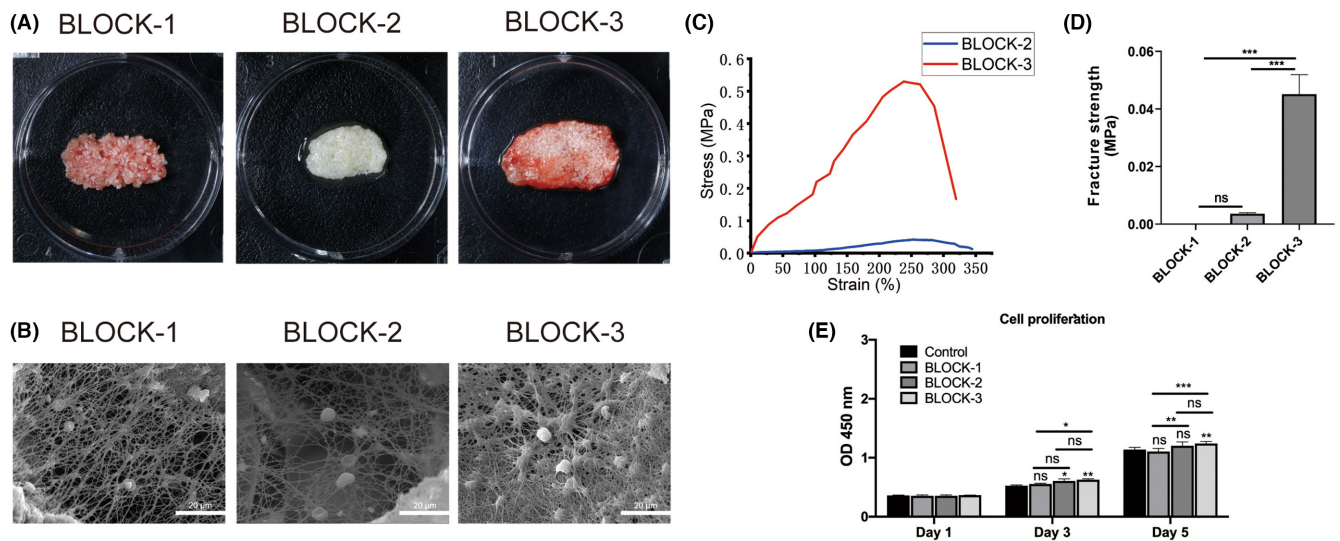 (A) BLOCK-1 BLOCK-2 BLOCK-3
(B) BLOCK-1 BLOCK-2 BLOCK-3
20 μm
20 μm
20 μm
(C)
BLOCK-2
BLOCK-3
Stress (MPa)
0.6
0.5
0.4
0.3
0.2
0.1
0.0
0 50 100 150 200 250 300 350
Strain (%)
(D)
Fracture strength
(MPa)
0.06
0.04
0.02
0.00
***
***
ns
BLOCK-1
BLOCK-2
BLOCK-3
(E)
Cell proliferation
OD 450 nm
3
2
1
0
Control
BLOCK-1
BLOCK-2
BLOCK-3
*
ns
ns
ns * **
***
ns
**
ns ns **
Day 1 Day 3 Day 5